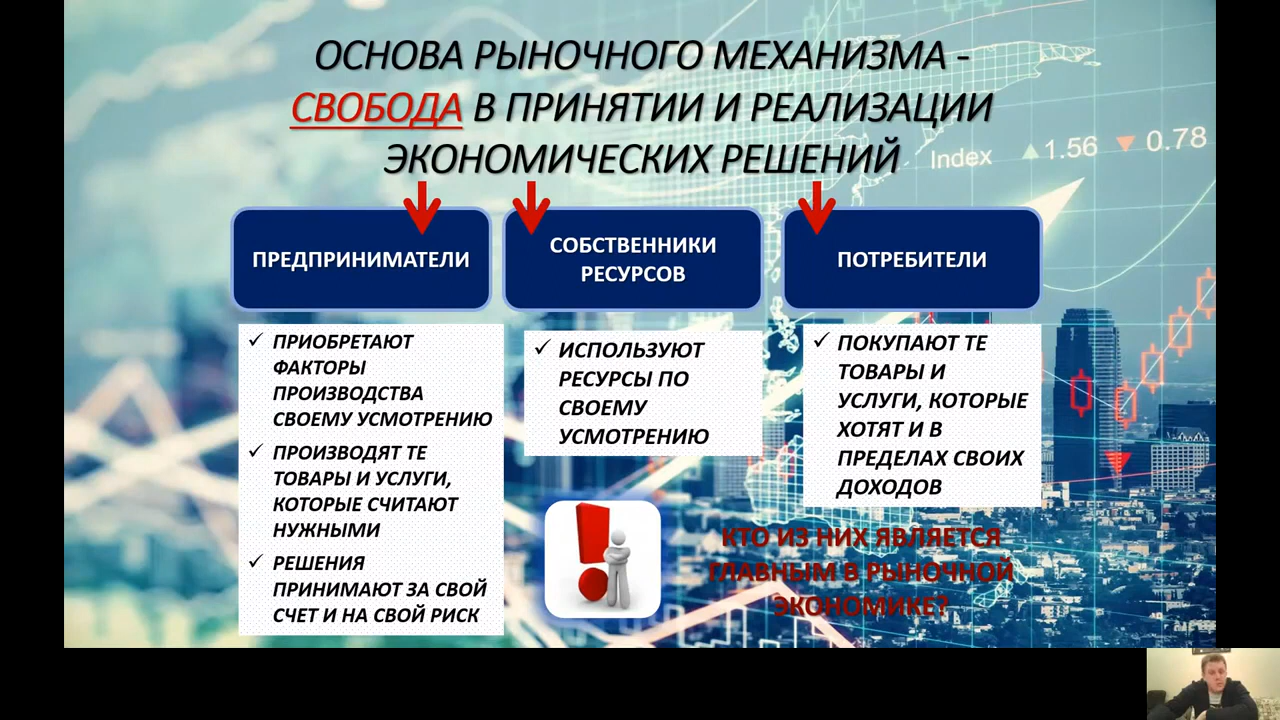 ОСНОВА РЫНОЧНОГО МЕХАНИЗМА -
СВОБОДА В ПРИНЯТИИ И РЕАЛИЗАЦИИ
ЭКОНОМИЧЕСКИХ РЕШЕНИЙ
Index 1.56 0.78
ПРЕДПРИНИМАТЕЛИ
ПРИОБРЕТАЮТ
ФАКТОРЫ
ПРОИЗВОДСТВА
СВОЕМУ УСМОТРЕНИЮ
ПРОИЗВОДЯТ ТЕ
ТОВАРЫ И УСЛУГИ,
КОТОРЫЕ СЧИТАЮТ
НУЖНЫМИ
РЕШЕНИЯ
ПРИНИМАЮТ ЗА СВОЙ
СЧЕТ И НА СВОЙ РИСК
СОБСТВЕННИКИ
РЕСУРСОВ
ИСПОЛЬЗУЮТ
РЕСУРСЫ ПО
СВОЕМУ
УСМОТРЕНИЮ
ПОТРЕБИТЕЛИ
ПОКУПАЮТ ТЕ
ТОВАРЫ И
УСЛУГИ, КОТОРЫЕ
ХОТЯТ И В
ПРЕДЕЛАХ СВОИХ
ДОХОДОВ
КТО ИЗ НИХ ЯВЛЯЕТСЯ
ГЛАВНЫМ В РЫНОЧНОЙ
ЭКОНОМИКЕ?